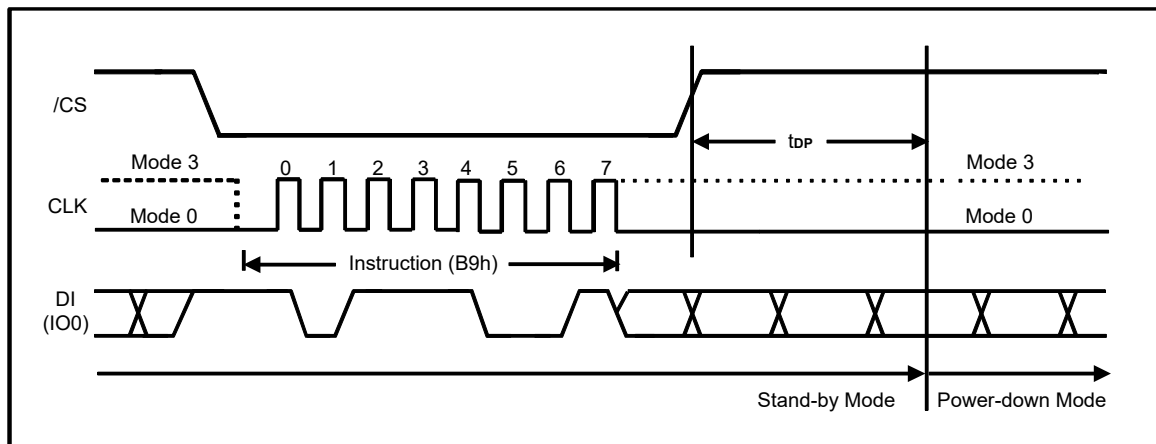 /CS
tDP
Mode 3
0 1 2 3 4 5 6 7
Mode 3
CLK
Mode 0
Mode 0
Instruction (B9h)
DI
(IO0)
Stand-by Mode
Power-down Mode